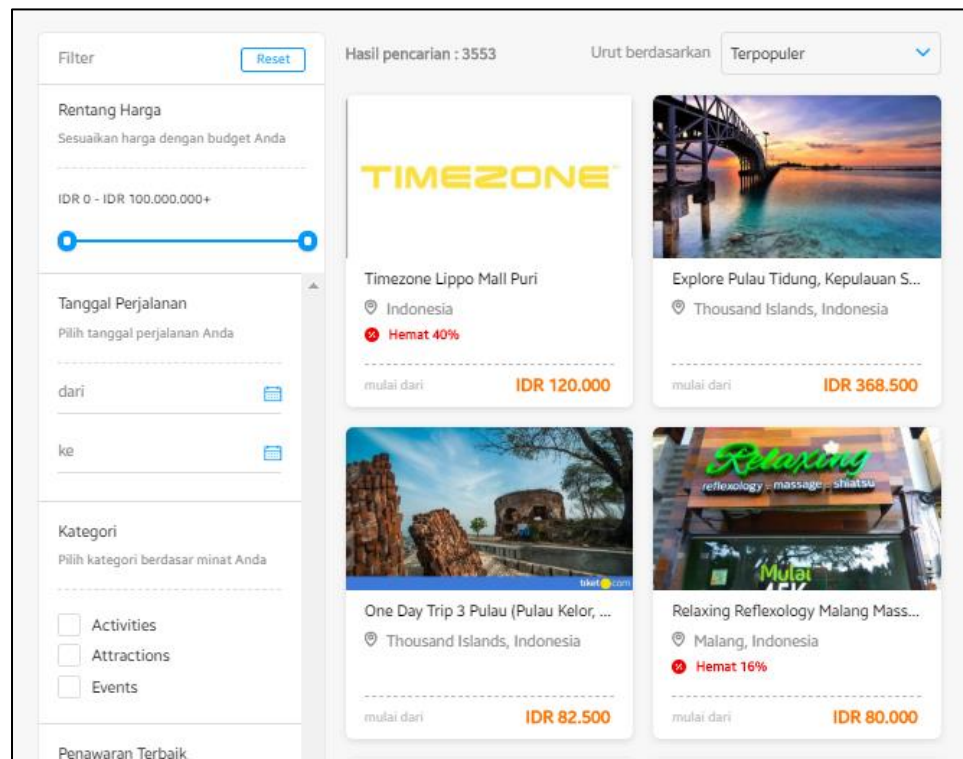 Filter
Reset
Rentang Harga
Sesuaikan harga dengan budget Anda
IDR 0 - IDR 100.000.000+
Tanggal Perjalanan
Pilih tanggal perjalanan Anda
dari
ke
Kategori
Pilih kategori berdasar minat Anda
Activities
Attractions
Events
Penawaran Terbaik
Hasil pencarian : 3553
Urut berdasarkan
Terpopuler
TIMEZONE
Timezone Lippo Mall Puri
Indonesia
Hemat 40%
mulai dari
IDR 120.000
Explore Pulau Tidung, Kepulauan S...
Thousand Islands, Indonesia
mulai dari
IDR 368.500
tiket.com
One Day Trip 3 Pulau (Pulau Kelor, ...
Thousand Islands, Indonesia
mulai dari
IDR 82.500
Relaxing
reflexology - massage - shiatsu
Mulai
Relaxing Reflexology Malang Mass...
Malang, Indonesia
Hemat 16%
mulai dari
IDR 80.000